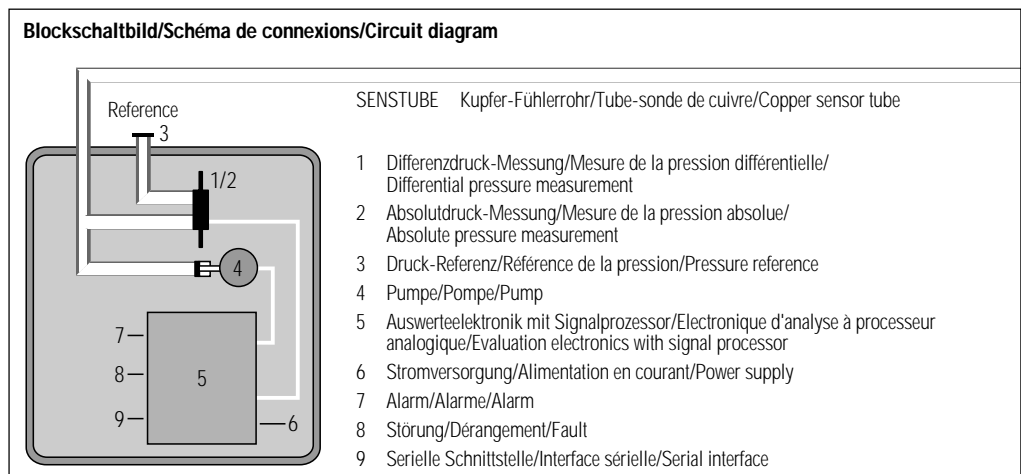 Blockschaltbild/Schéma de connexions/Circuit diagram
Reference
3
1/2
4
7
8
5
9
6
SENSTUBE Kupfer-Fühlerrohr/Tube-sonde de cuivre/Copper sensor tube
1 Differenzdruck-Messung/Mesure de la pression différentielle/
Differential pressure measurement
2 Absolutdruck-Messung/Mesure de la pression absolue/
Absolute pressure measurement
3 Druck-Referenz/Référence de la pression/Pressure reference
4 Pumpe/Pompe/Pump
5 Auswerteelektronik mit Signalprozessor/Electronique d'analyse à processeur
analogique/Evaluation electronics with signal processor
6 Stromversorgung/Alimentation en courant/Power supply
7 Alarm/Alarme/Alarm
8 Störung/Dérangement/Fault
9 Serielle Schnittstelle/Interface sérielle/Serial interface